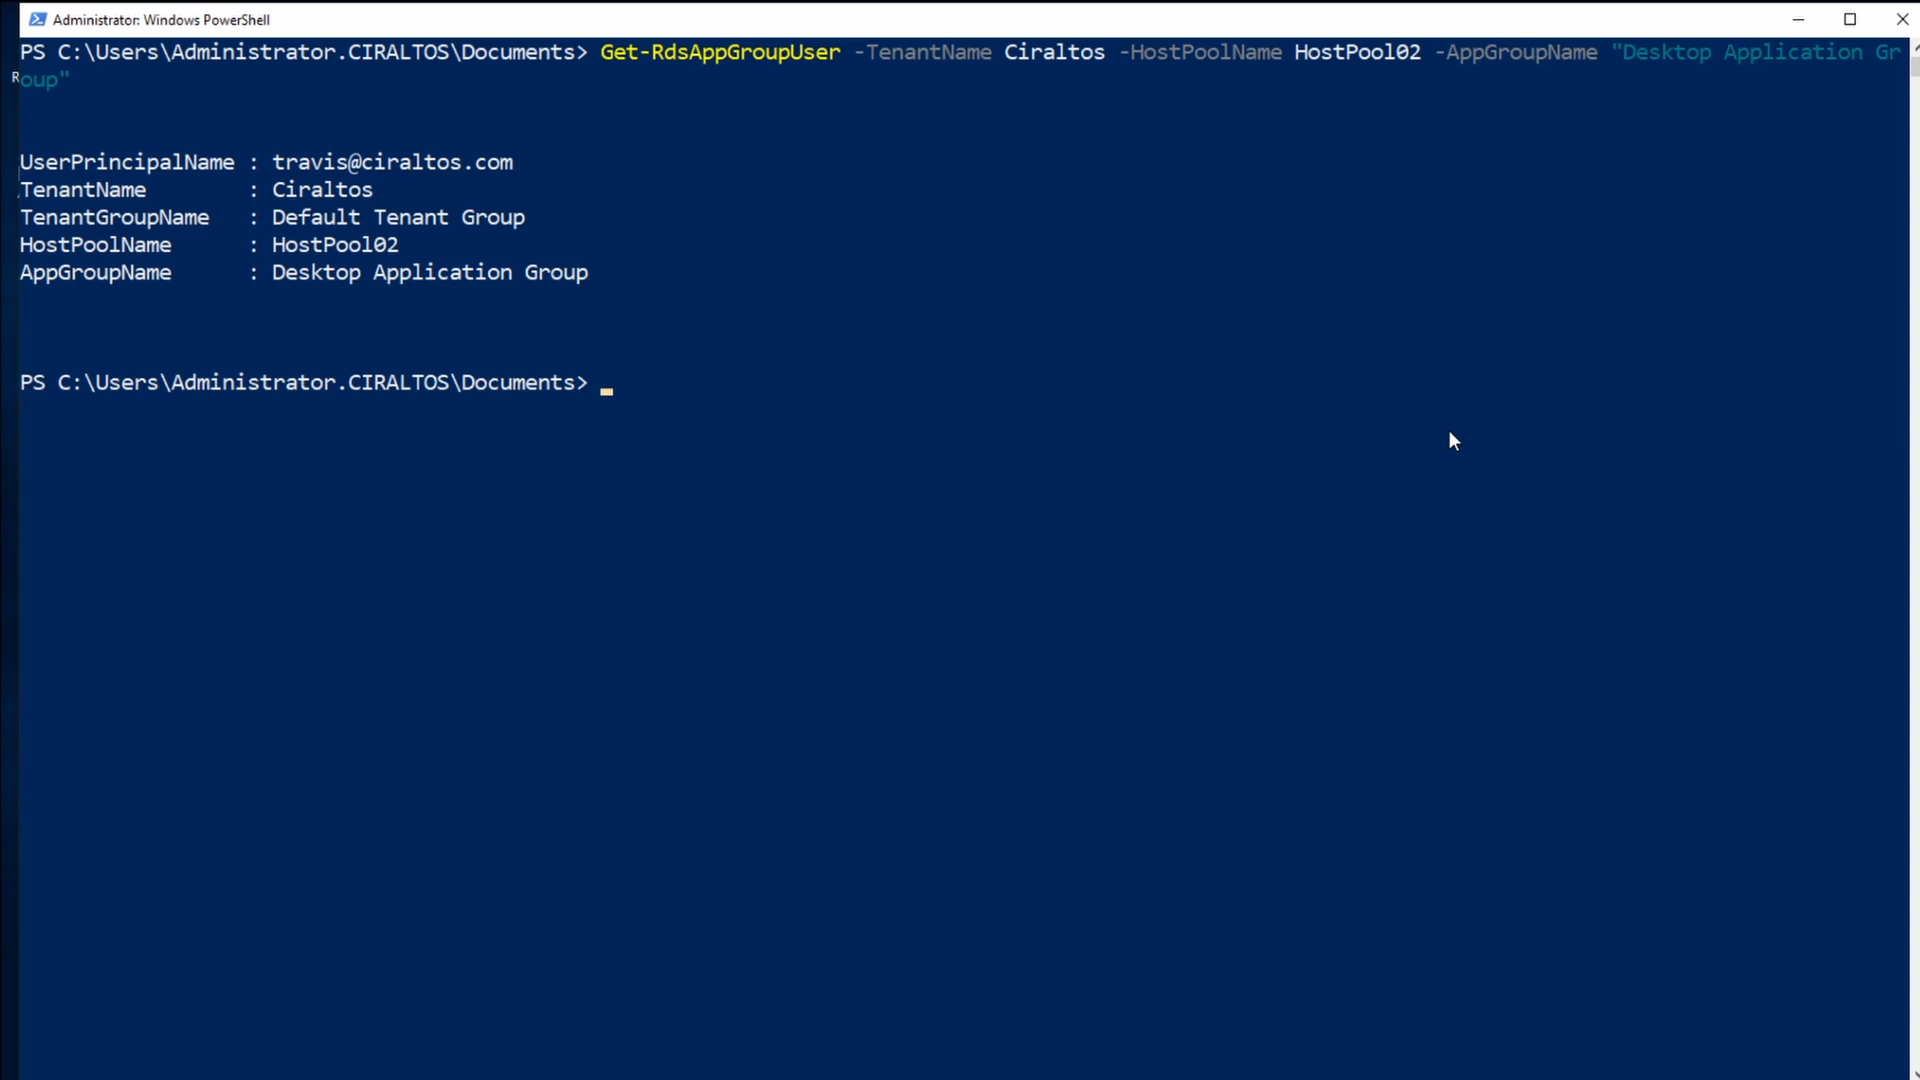 Administrator: Windows PowerShell
PS C:\Users\Administrator.CIRALTOS\Documents> Get-RdsAppGroupUser -TenantName Ciraltos -HostPoolName HostPool02 -AppGroupName "Desktop Application Gr
oup"
R
UserPrincipalName : travis@ciraltos.com
TenantName : Ciraltos
TenantGroupName : Default Tenant Group
HostPoolName : HostPool02
AppGroupName : Desktop Application Group
PS C:\Users\Administrator.CIRALTOS\Documents>